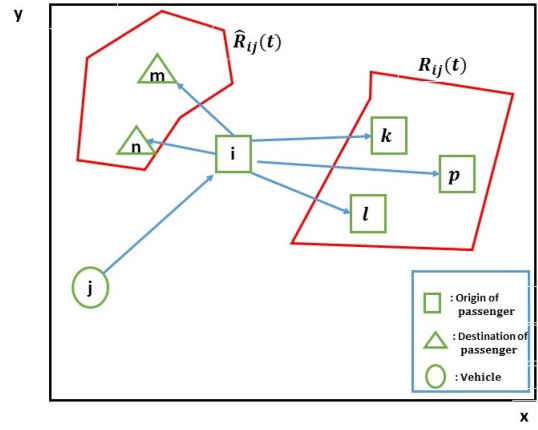 y
R̂ij(t)
Rij(t)
m
k
n
i
p
l
j
: Origin of
passenger
: Destination of
passenger
: Vehicle
x